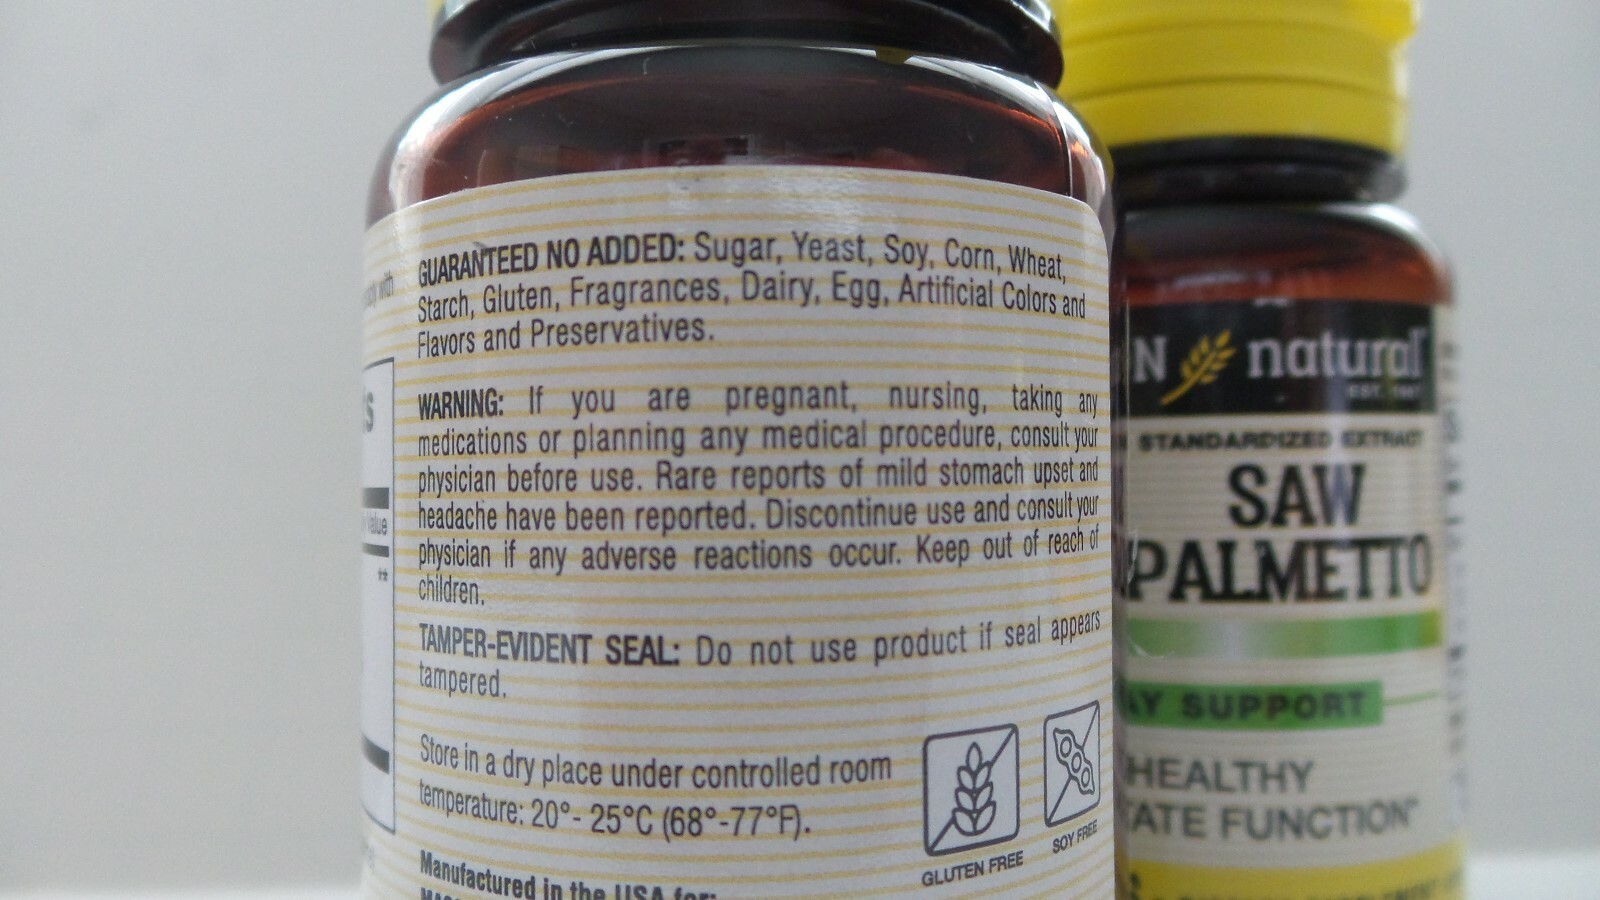 GUARANTEED NO ADDED: Sugar, Yeast, Soy, Corn, Wheat,
Starch, Gluten, Fragrances, Dairy, Egg, Artificial Colors and
Flavors and Preservatives.
WARNING: If you are pregnant, nursing, taking any
medications or planning any medical procedure, consult your
physician before use. Rare reports of mild stomach upset and
headache have been reported. Discontinue use and consult your
physician if any adverse reactions occur. Keep out of reach of
children.
TAMPER-EVIDENT SEAL: Do not use product if seal appears
tampered.
Store in a dry place under controlled room
temperature: 20°- 25°C (68°-77°F).
GLUTEN FREE
SOY FREE
Manufactured in the USA for:
with
Value
**
N natural
EST.
STANDARDIZED EXTRACT
SAW
PALMETTO
AY SUPPORT
HEALTHY
TATE FUNCTION